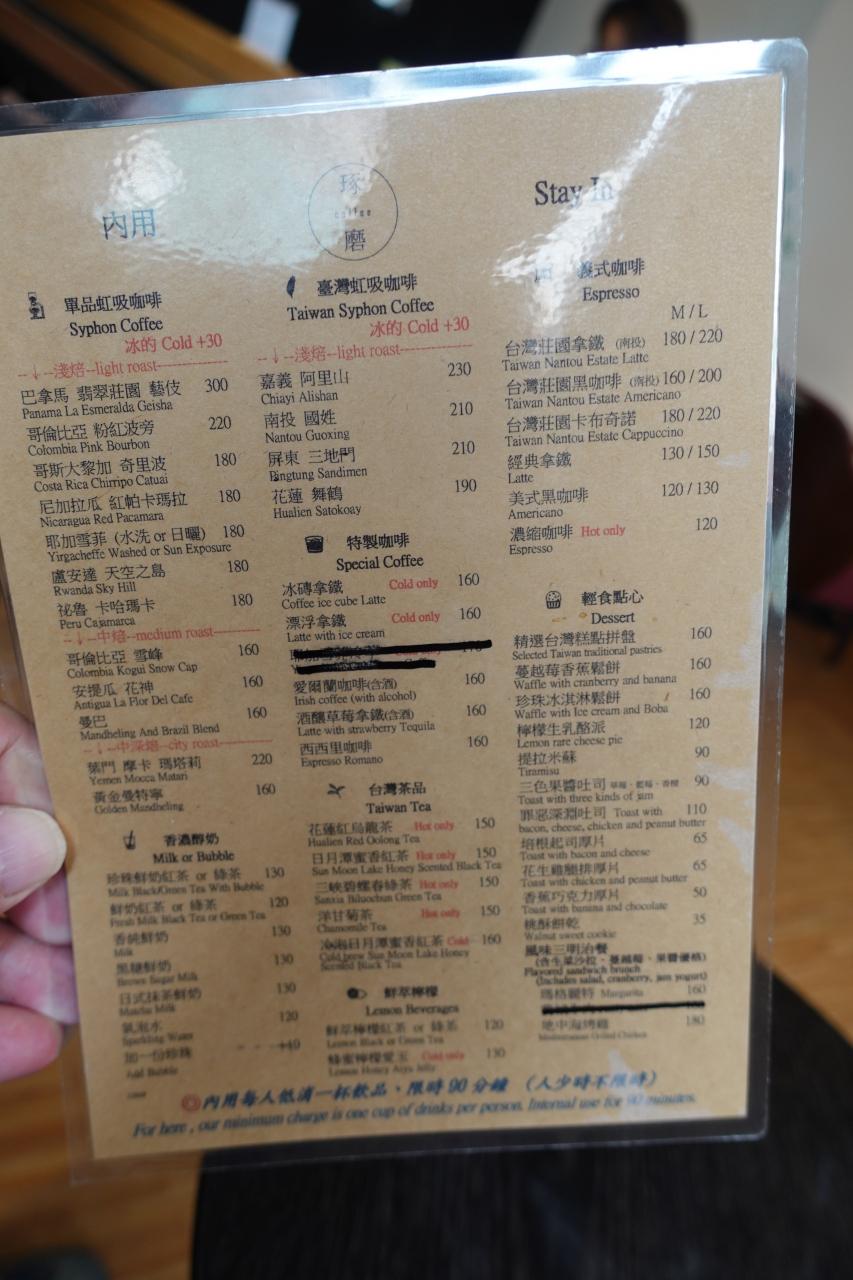 內用
琢
coffee
磨
Stay In
單品虹吸咖啡
Syphon Coffee
冰的 Cold +30
--↓--淺焙--light roast
巴拿馬 翡翠莊園 藝伎 300
Panama La Esmeralda Geisha
哥倫比亞 粉紅波旁 220
Colombia Pink Bourbon
哥斯大黎加 奇里波 180
Costa Rica Chirripo Catuai
尼加拉瓜 紅帕卡瑪拉 180
Nicaragua Red Pacamara
耶加雪菲 (水洗 or 日曬) 180
Yirgacheffe Washed or Sun Exposure
盧安達 天空之島 180
Rwanda Sky Hill
祕魯 卡哈瑪卡 180
Peru Cajamarca
--↓--中焙--medium roast
哥倫比亞 雪峰 160
Colombia Kogui Snow Cap
安提瓜 花神 160
Antigua La Flor Del Cafe
曼巴 160
Mandheling And Brazil Blend
--↓--中深焙--city roast
葉門 摩卡 瑪塔莉 220
Yemen Mocca Matari
黃金曼特寧 160
Golden Mandheling
香濃醇奶
Milk or Bubble
珍珠鮮奶紅茶 or 綠茶 130
Milk Black/Green Tea With Bubble
鮮奶紅茶 or 綠茶 120
Fresh Milk Black Tea or Green Tea
香純鮮奶 130
Milk
黑糖鮮奶 130
Brown Sugar Milk
日式抹茶鮮奶 130
Matcha Milk
氣泡水 120
Sparkling Water
加一份珍珠 +40
Add Bubble
臺灣虹吸咖啡
Taiwan Syphon Coffee
冰的 Cold +30
--↓--淺焙--light roast
嘉義 阿里山 230
Chiayi Alishan
南投 國姓 210
Nantou Guoxing
屏東 三地門 210
Pingtung Sandimen
花蓮 舞鶴 190
Hualien Satokoay
特製咖啡
Special Coffee
冰磚拿鐵 Cold only 160
Coffee ice cube Latte
漂浮拿鐵 Cold only 160
Latte with ice cream
愛爾蘭咖啡(含酒) 160
Irish coffee (with alcohol)
酒釀草莓拿鐵(含酒) 160
Latte with strawberry Tequila
西西里咖啡 160
Espresso Romano
台灣茶品
Taiwan Tea
花蓮紅烏龍茶 Hot only 150
Hualien Red Oolong Tea
日月潭蜜香紅茶 Hot only 150
Sun Moon Lake Honey Scented Black Tea
三峽碧螺春綠茶 Hot only 150
Sanxia Biluochun Green Tea
洋甘菊茶 Hot only 150
Chamomile Tea
冷泡日月潭蜜香紅茶 Cold 160
Cold brew Sun Moon Lake Honey
Scented Black Tea
鮮萃檸檬
Lemon Beverages
鮮萃檸檬紅茶 or 綠茶 120
Lemon Black or Green Tea
蜂蜜檸檬愛玉 Cold only 130
Lemon Honey Aiyu Jelly
義式咖啡
Espresso
M / L
台灣莊園拿鐵 (南投) 180 / 220
Taiwan Nantou Estate Latte
台灣莊園黑咖啡 (南投) 160 / 200
Taiwan Nantou Estate Americano
台灣莊園卡布奇諾 180 / 220
Taiwan Nantou Estate Cappuccino
經典拿鐵 130 / 150
Latte
美式黑咖啡 120 / 130
Americano
濃縮咖啡 Hot only 120
Espresso
輕食點心
Dessert
精選台灣糕點拼盤 160
Selected Taiwan traditional pastries
蔓越莓香蕉鬆餅 160
Waffle with cranberry and banana
珍珠冰淇淋鬆餅 160
Waffle with Ice cream and Boba
檸檬生乳酪派 120
Lemon rare cheese pie
提拉米蘇 90
Tiramisu
三色果醬吐司 90
Toast with three kinds of jam
罪惡深淵吐司 Toast with 110
bacon, cheese, chicken and peanut butter
培根起司厚片 65
Toast with bacon and cheese
花生雞腿排厚片 65
Toast with chicken and peanut butter
香蕉巧克力厚片 50
Toast with banana and chocolate
桃酥餅乾 35
Walnut sweet cookie
風味三明治餐
(含生菜沙拉、蔓越莓、果醬優格)
Flavored sandwich brunch
(Includes salad, cranberry, jam yogurt)
瑪格麗特 Margarita 160
地中海烤雞 180
Mediterranean Grilled Chicken
◎內用每人低消一杯飲品、限時90分鐘 (人少時不限時)
For here , our minimum charge is one cup of drinks per person. Internal use for 90 minutes.